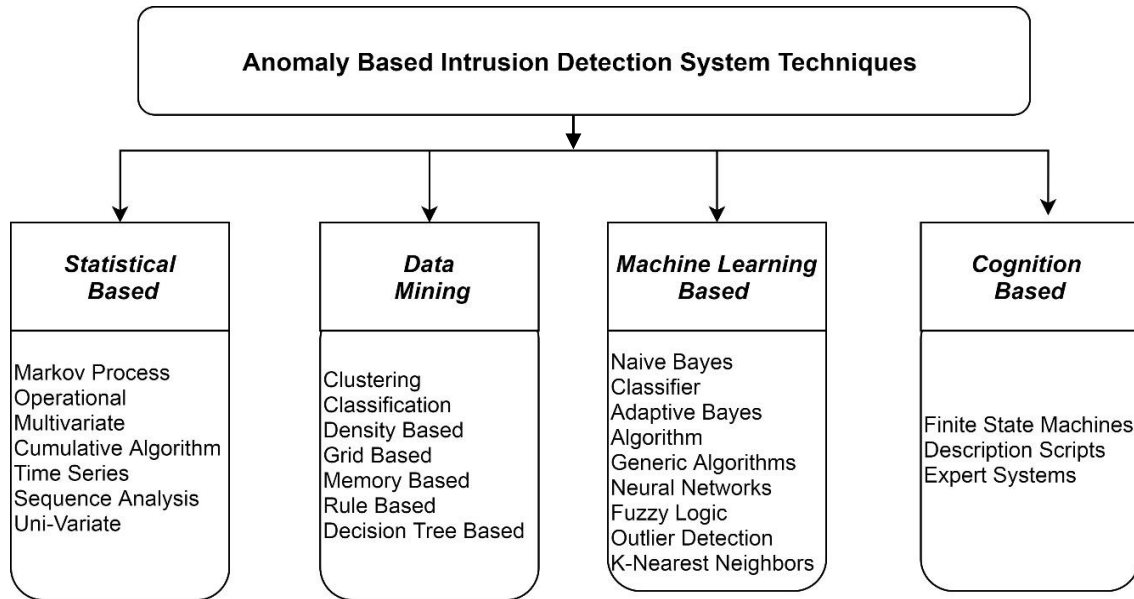 Anomaly Based Intrusion Detection System Techniques
Statistical
Based
Markov Process
Operational
Multivariate
Cumulative Algorithm
Time Series
Sequence Analysis
Uni-Variate
Data
Mining
Clustering
Classification
Density Based
Grid Based
Memory Based
Rule Based
Decision Tree Based
Machine Learning
Based
Naive Bayes
Classifier
Adaptive Bayes
Algorithm
Generic Algorithms
Neural Networks
Fuzzy Logic
Outlier Detection
K-Nearest Neighbors
Cognition
Based
Finite State Machines
Description Scripts
Expert Systems